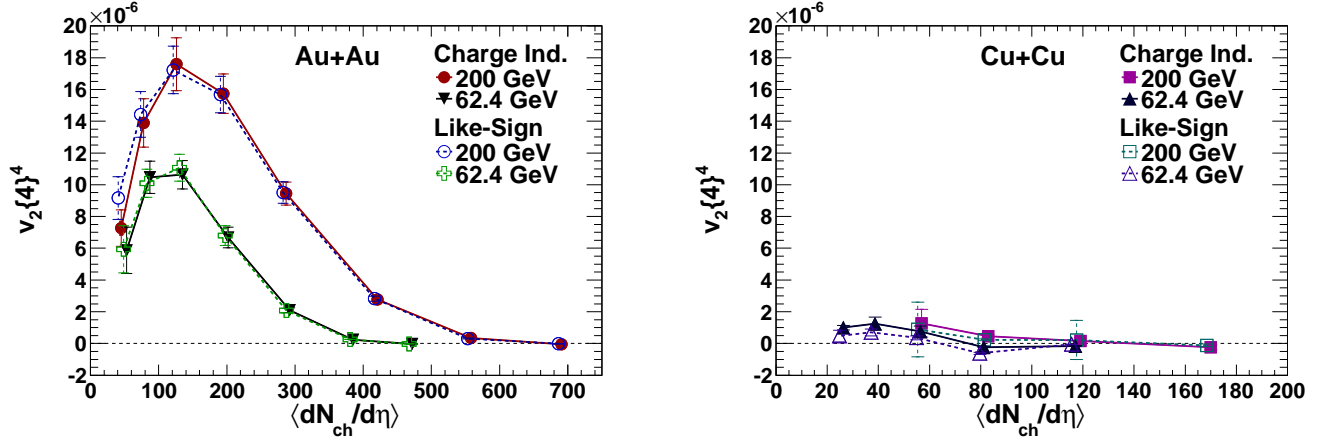 ×10⁻⁶
20
18
16
14
12
10
8
6
4
2
0
-2
v₂{4}⁴
Au+Au
Charge Ind.
200 GeV
62.4 GeV
Like-Sign
200 GeV
62.4 GeV
0 100 200 300 400 500 600 700
⟨dN_ch/dη⟩
×10⁻⁶
20
18
16
14
12
10
8
6
4
2
0
-2
v₂{4}⁴
Cu+Cu
Charge Ind.
200 GeV
62.4 GeV
Like-Sign
200 GeV
62.4 GeV
0 20 40 60 80 100 120 140 160 180 200
⟨dN_ch/dη⟩